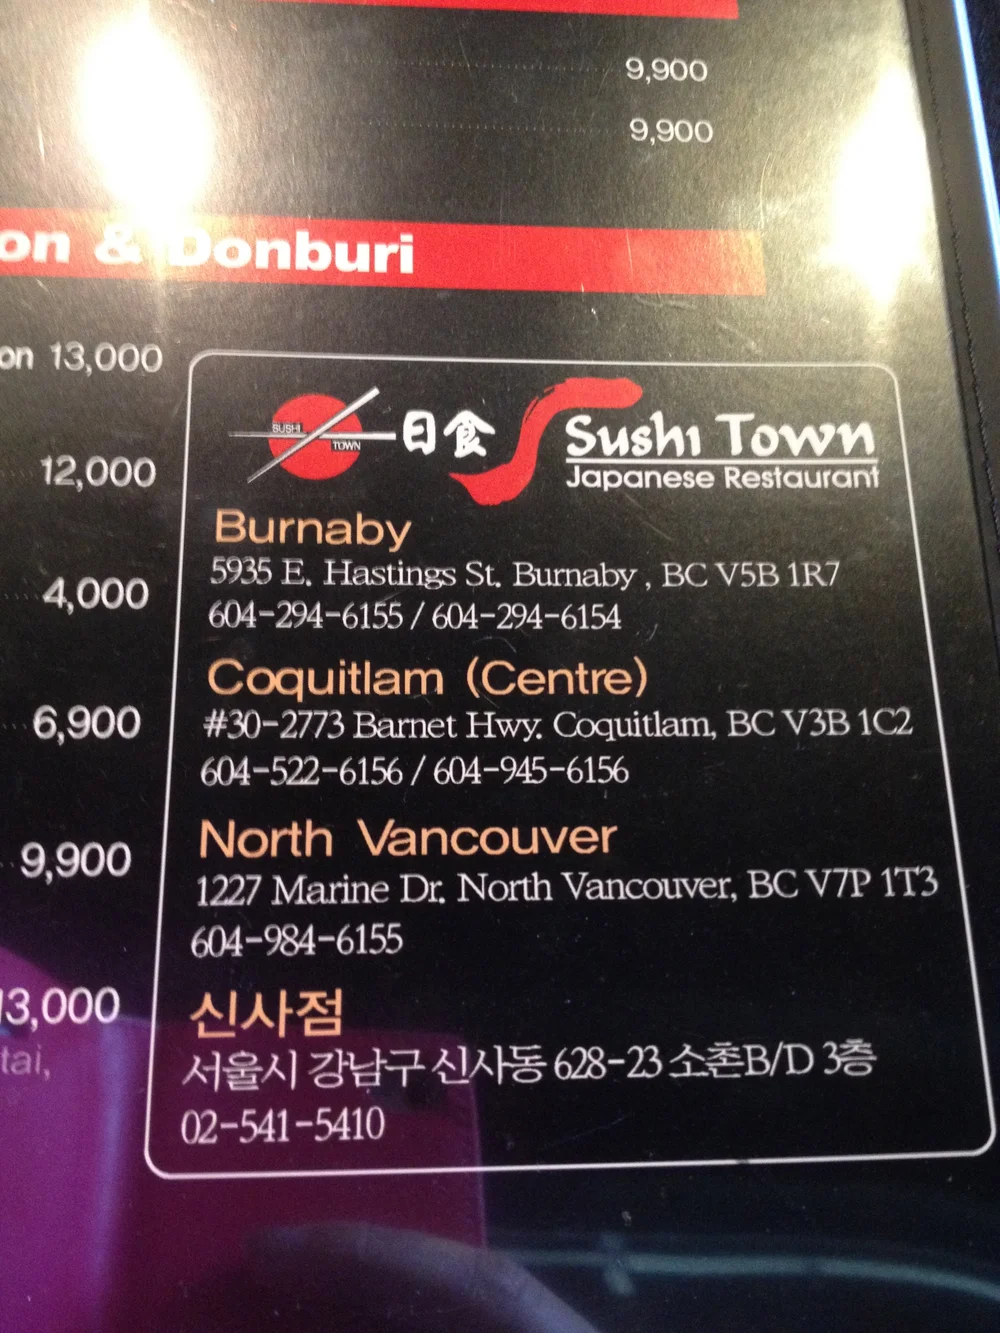 9,900
9,900
on & Donburi
on 13,000
12,000
4,000
6,900
9,900
13,000
tai,
SUSHI
TOWN
日食
Sushi Town
Japanese Restaurant
Burnaby
5935 E. Hastings St. Burnaby , BC V5B 1R7
604-294-6155 / 604-294-6154
Coquitlam (Centre)
#30-2773 Barnet Hwy. Coquitlam, BC V3B 1C2
604-522-6156 / 604-945-6156
North Vancouver
1227 Marine Dr. North Vancouver, BC V7P 1T3
604-984-6155
신사점
서울시 강남구 신사동 628-23 소촌B/D 3층
02-541-5410